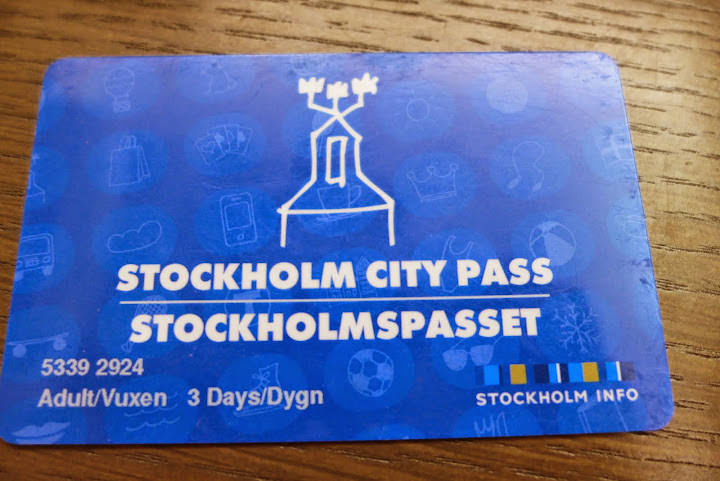 STOCKHOLM CITY PASS
STOCKHOLMSPASSET
5339 2924
Adult/Vuxen 3 Days/Dygn
STOCKHOLM INFO